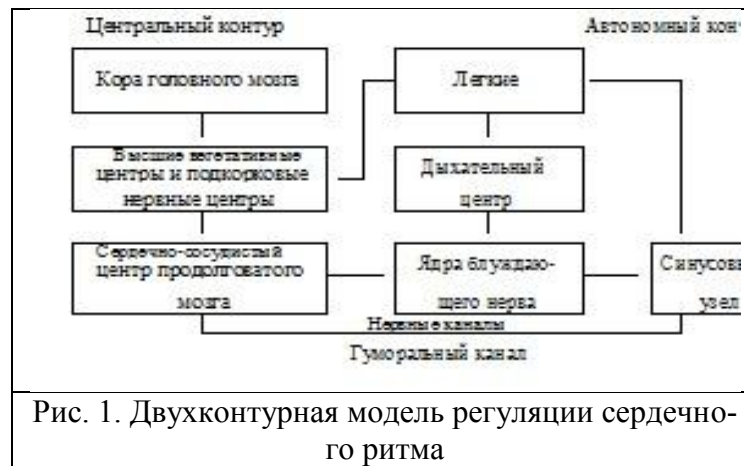 Центральный контур
Автономный кон
Кора головного мозга
Легкие
Высшие вегетативные
центры и подкорковые
нервные центры
Дыхательный
центр
Сердечно-сосудистый
центр продолговатого
мозга
Ядра блуждаю-
щего нерва
Синусовы
узел
Нервные каналы
Гуморальный канал
Рис. 1. Двухконтурная модель регуляции сердечно-
го ритма